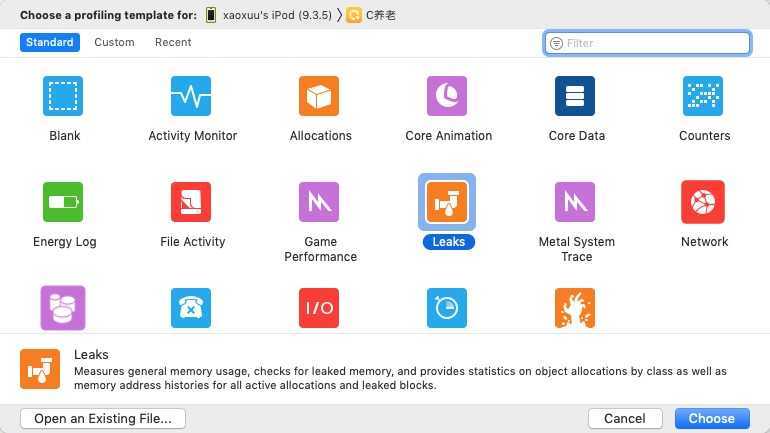 Choose a profiling template for: xaoxuu's iPod (9.3.5) 〉 C养老
Standard Custom Recent
Filter
Blank Activity Monitor Allocations Core Animation Core Data Counters
Energy Log File Activity Game Performance Leaks Metal System Trace Network
I/O
Leaks
Measures general memory usage, checks for leaked memory, and provides statistics on object allocations by class as well as
memory address histories for all active allocations and leaked blocks.
Open an Existing File... Cancel Choose